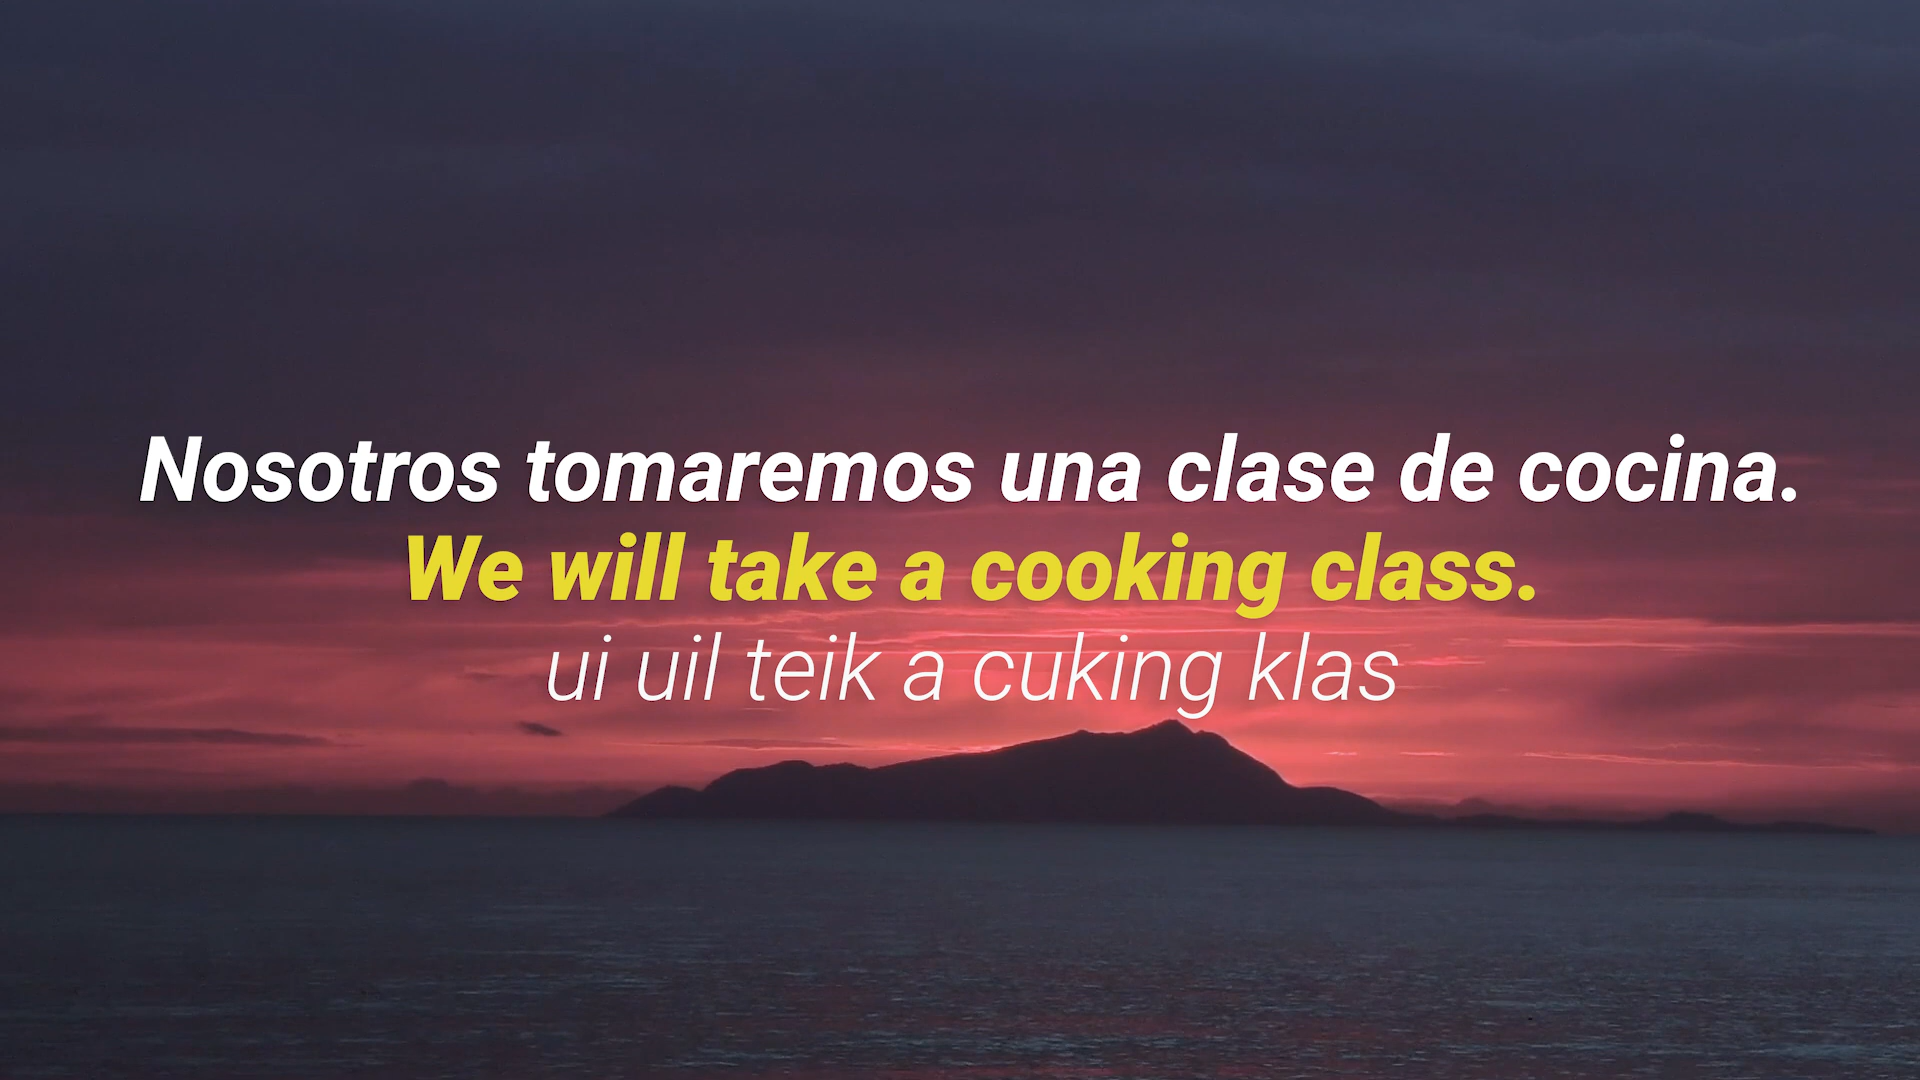 Nosotros tomaremos una clase de cocina.
We will take a cooking class.
ui uil teik a cuking klas